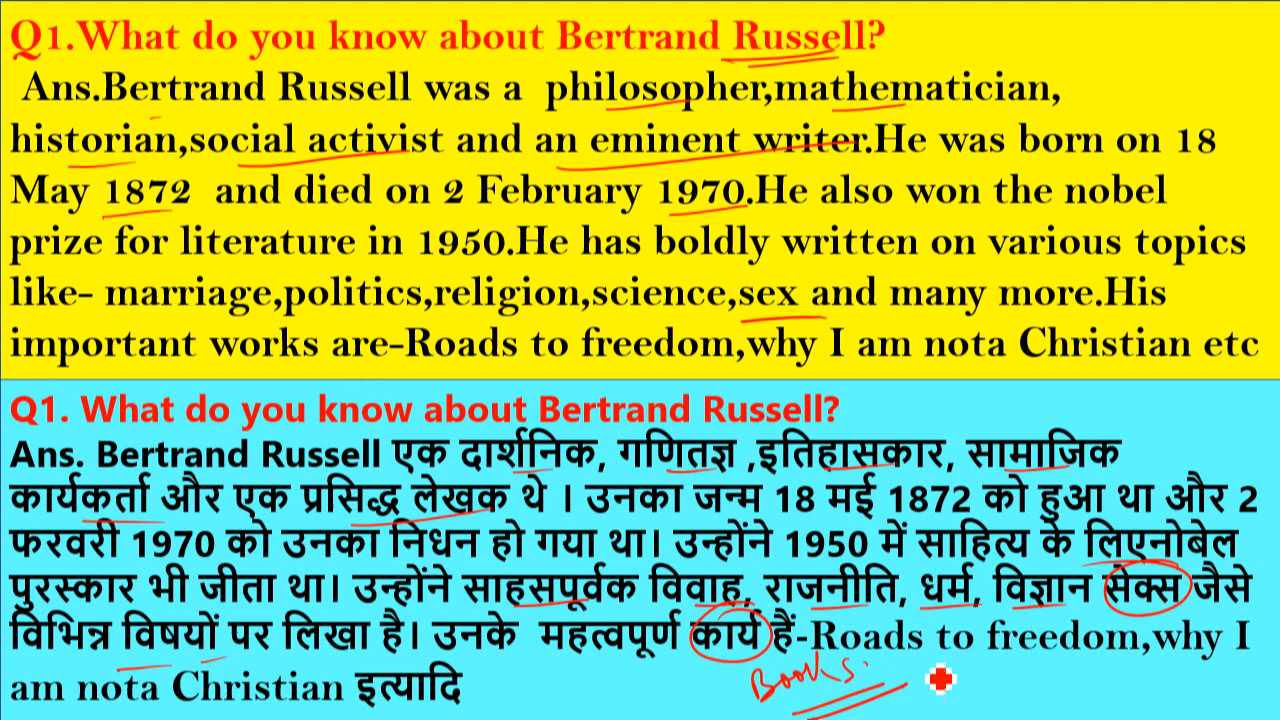 Q1.What do you know about Bertrand Russell?
Ans.Bertrand Russell was a philosopher,mathematician,
historian,social activist and an eminent writer.He was born on 18
May 1872 and died on 2 February 1970.He also won the nobel
prize for literature in 1950.He has boldly written on various topics
like- marriage,politics,religion,science,sex and many more.His
important works are-Roads to freedom,why I am nota Christian etc
Q1. What do you know about Bertrand Russell?
Ans. Bertrand Russell एक दार्शनिक, गणितज्ञ ,इतिहासकार, सामाजिक
कार्यकर्ता और एक प्रसिद्ध लेखक थे । उनका जन्म 18 मई 1872 को हुआ था और 2
फरवरी 1970 को उनका निधन हो गया था। उन्होंने 1950 में साहित्य के लिएनोबेल
पुरस्कार भी जीता था। उन्होंने साहसपूर्वक विवाह, राजनीति, धर्म, विज्ञान सेक्स जैसे
विभिन्न विषयों पर लिखा है। उनके महत्वपूर्ण कार्य हैं-Roads to freedom,why I
am nota Christian इत्यादि
Books.